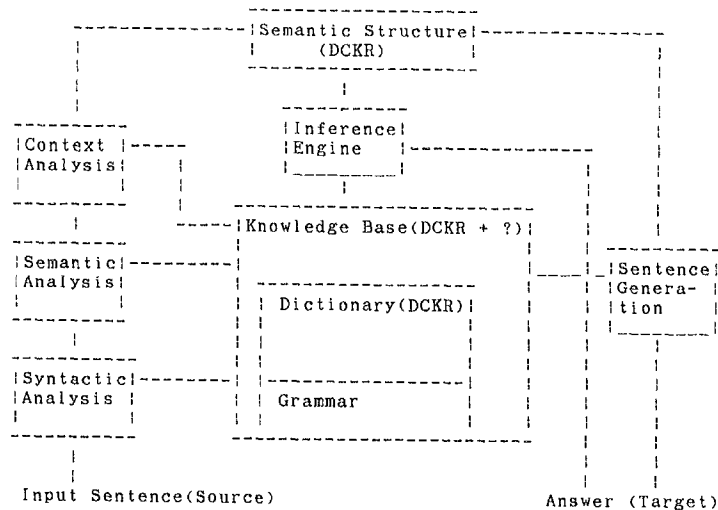 Semantic Structure
(DCKR)
Context
Analysis
Inference
Engine
Knowledge Base(DCKR + ?)
Semantic
Analysis
Sentence
Genera-
tion
Dictionary(DCKR)
Syntactic
Analysis
Grammar
Input Sentence(Source)
Answer (Target)